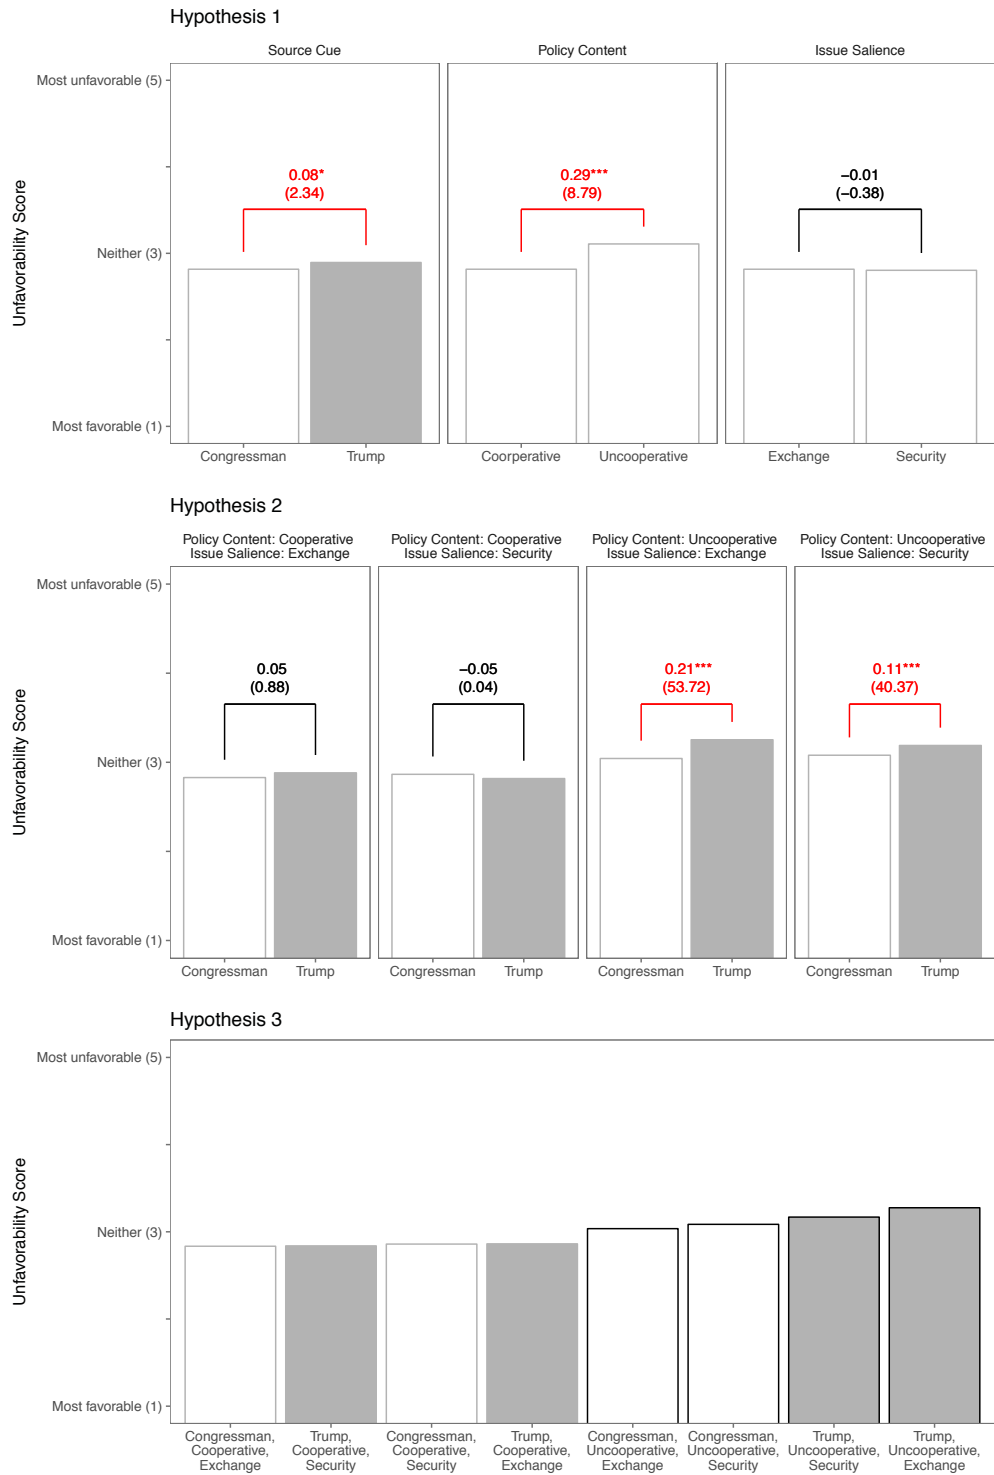 Hypothesis 1
Source Cue
Policy Content
Issue Salience
Unfavorability Score
Most unfavorable (5)
Neither (3)
Most favorable (1)
0.08*
(2.34)
0.29***
(8.79)
−0.01
(−0.38)
Congressman
Trump
Coorperative
Uncooperative
Exchange
Security
Hypothesis 2
Policy Content: Cooperative
Issue Salience: Exchange
Policy Content: Cooperative
Issue Salience: Security
Policy Content: Uncooperative
Issue Salience: Exchange
Policy Content: Uncooperative
Issue Salience: Security
Unfavorability Score
Most unfavorable (5)
Neither (3)
Most favorable (1)
0.05
(0.88)
−0.05
(0.04)
0.21***
(53.72)
0.11***
(40.37)
Congressman
Trump
Congressman
Trump
Congressman
Trump
Congressman
Trump
Hypothesis 3
Unfavorability Score
Most unfavorable (5)
Neither (3)
Most favorable (1)
Congressman,
Cooperative,
Exchange
Trump,
Cooperative,
Security
Congressman,
Cooperative,
Security
Trump,
Cooperative,
Exchange
Congressman,
Uncooperative,
Exchange
Congressman,
Uncooperative,
Security
Trump,
Uncooperative,
Security
Trump,
Uncooperative,
Exchange